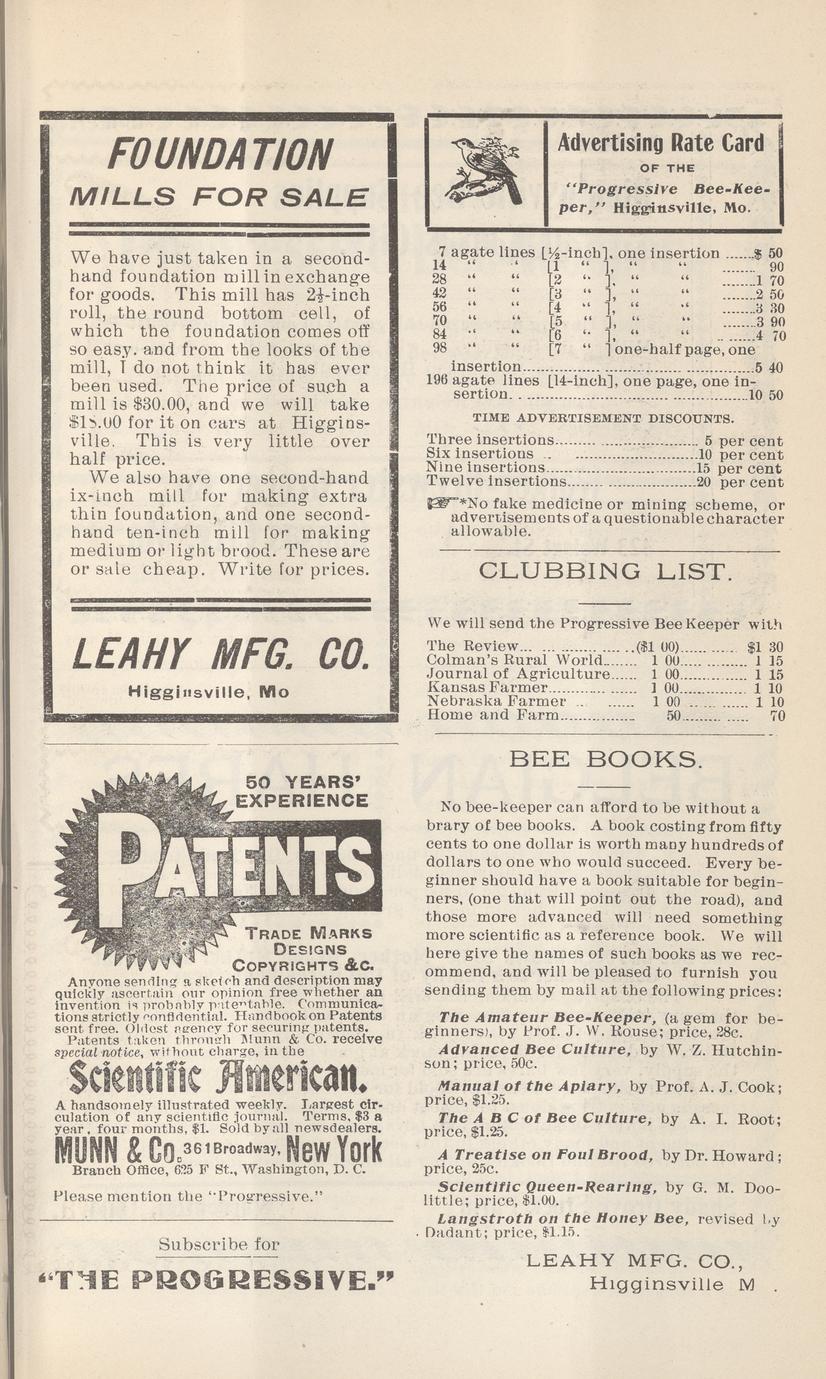 FOUNDATION
MILLS FOR SALE
We have just taken in a second-
hand foundation mill in exchange
for goods. This mill has 2½-inch
roll, the round bottom cell, of
which the foundation comes off
so easy. and from the looks of the
mill, I do not think it has ever
been used. The price of such a
mill is $30.00, and we will take
for it on cars at Higgins-
ville. This is very little over
half price.
We also have one second-hand
ix-inch mill for making extra
thin foundation, and one second-
hand ten-inch mill for making
medium or light brood. These are
or sale cheap. Write for prices.
LEAHY MFG. CO.
Higginsville, Mo
50 YEARS'
EXPERIENCE
PATENTS
TRADE MARKS
DESIGNS
COPYRIGHTS &C.
Anyone sending a sketch and description may
quickly ascertain our opinion free whether an
invention is probably patentable. Communica-
tions strictly confidential. Handbook on Patents
sent free. Oldest agency for securing patents.
Patents taken through Munn & Co. receive
special notice, without charge, in the
Scientific American.
A handsomely illustrated weekly. Largest cir-
culation of any scientific journal. Terms, $3 a
year, four months, $1. Sold by all newsdealers.
MUNN & Co. 361 Broadway, New York
Branch Office, 625 F St., Washington, D. C.
Please mention the "Progressive."
Subscribe for
"THE PROGRESSIVE."
Advertising Rate Card
OF THE
"Progressive Bee-Kee-
per," Higginsville, Mo.
7 agate lines [½-inch], one insertion ......$ 50
14 " " [1 " ], " " ....... 90
28 " " [2 " ], " " .......1 70
42 " " [3 " ], " " .......2 50
56 " " [4 " ], " " .......3 30
70 " " [5 " ], " " .......3 90
84 " " [6 " ], " " .......4 70
98 " " [7 " ] one-half page, one
insertion..................................5 40
196 agate lines [14-inch], one page, one in-
sertion....................................10 50
TIME ADVERTISEMENT DISCOUNTS.
Three insertions.......................... 5 per cent
Six insertions ..........................10 per cent
Nine insertions..........................15 per cent
Twelve insertions........................20 per cent
☞*No fake medicine or mining scheme, or
advertisements of a questionable character
allowable.
CLUBBING LIST.
We will send the Progressive Bee Keeper with
The Review..................($1 00)........... $1 30
Colman's Rural World....... 1 00............. 1 15
Journal of Agriculture...... 1 00............. 1 15
Kansas Farmer................ 1 00............. 1 10
Nebraska Farmer .. ...... 1 00 ............. 1 10
Home and Farm................ 50............. 70
BEE BOOKS.
No bee-keeper can afford to be without a
brary of bee books. A book costing from fifty
cents to one dollar is worth many hundreds of
dollars to one who would succeed. Every be-
ginner should have a book suitable for begin-
ners, (one that will point out the road), and
those more advanced will need something
more scientific as a reference book. We will
here give the names of such books as we rec-
ommend, and will be pleased to furnish you
sending them by mail at the following prices:
The Amateur Bee-Keeper, (a gem for be-
ginners), by Prof. J. W. Rouse; price, 28c.
Advanced Bee Culture, by W. Z. Hutchin-
son; price, 50c.
Manual of the Apiary, by Prof. A. J. Cook;
price, $1.25.
The A B C of Bee Culture, by A. I. Root;
price, $1.25.
A Treatise on Foul Brood, by Dr. Howard;
price, 25c.
Scientific Queen-Rearing, by G. M. Doo-
little; price, $1.00.
Langstroth on the Honey Bee, revised by
Dadant; price, $1.15.
LEAHY MFG. CO.,
Higginsville M .